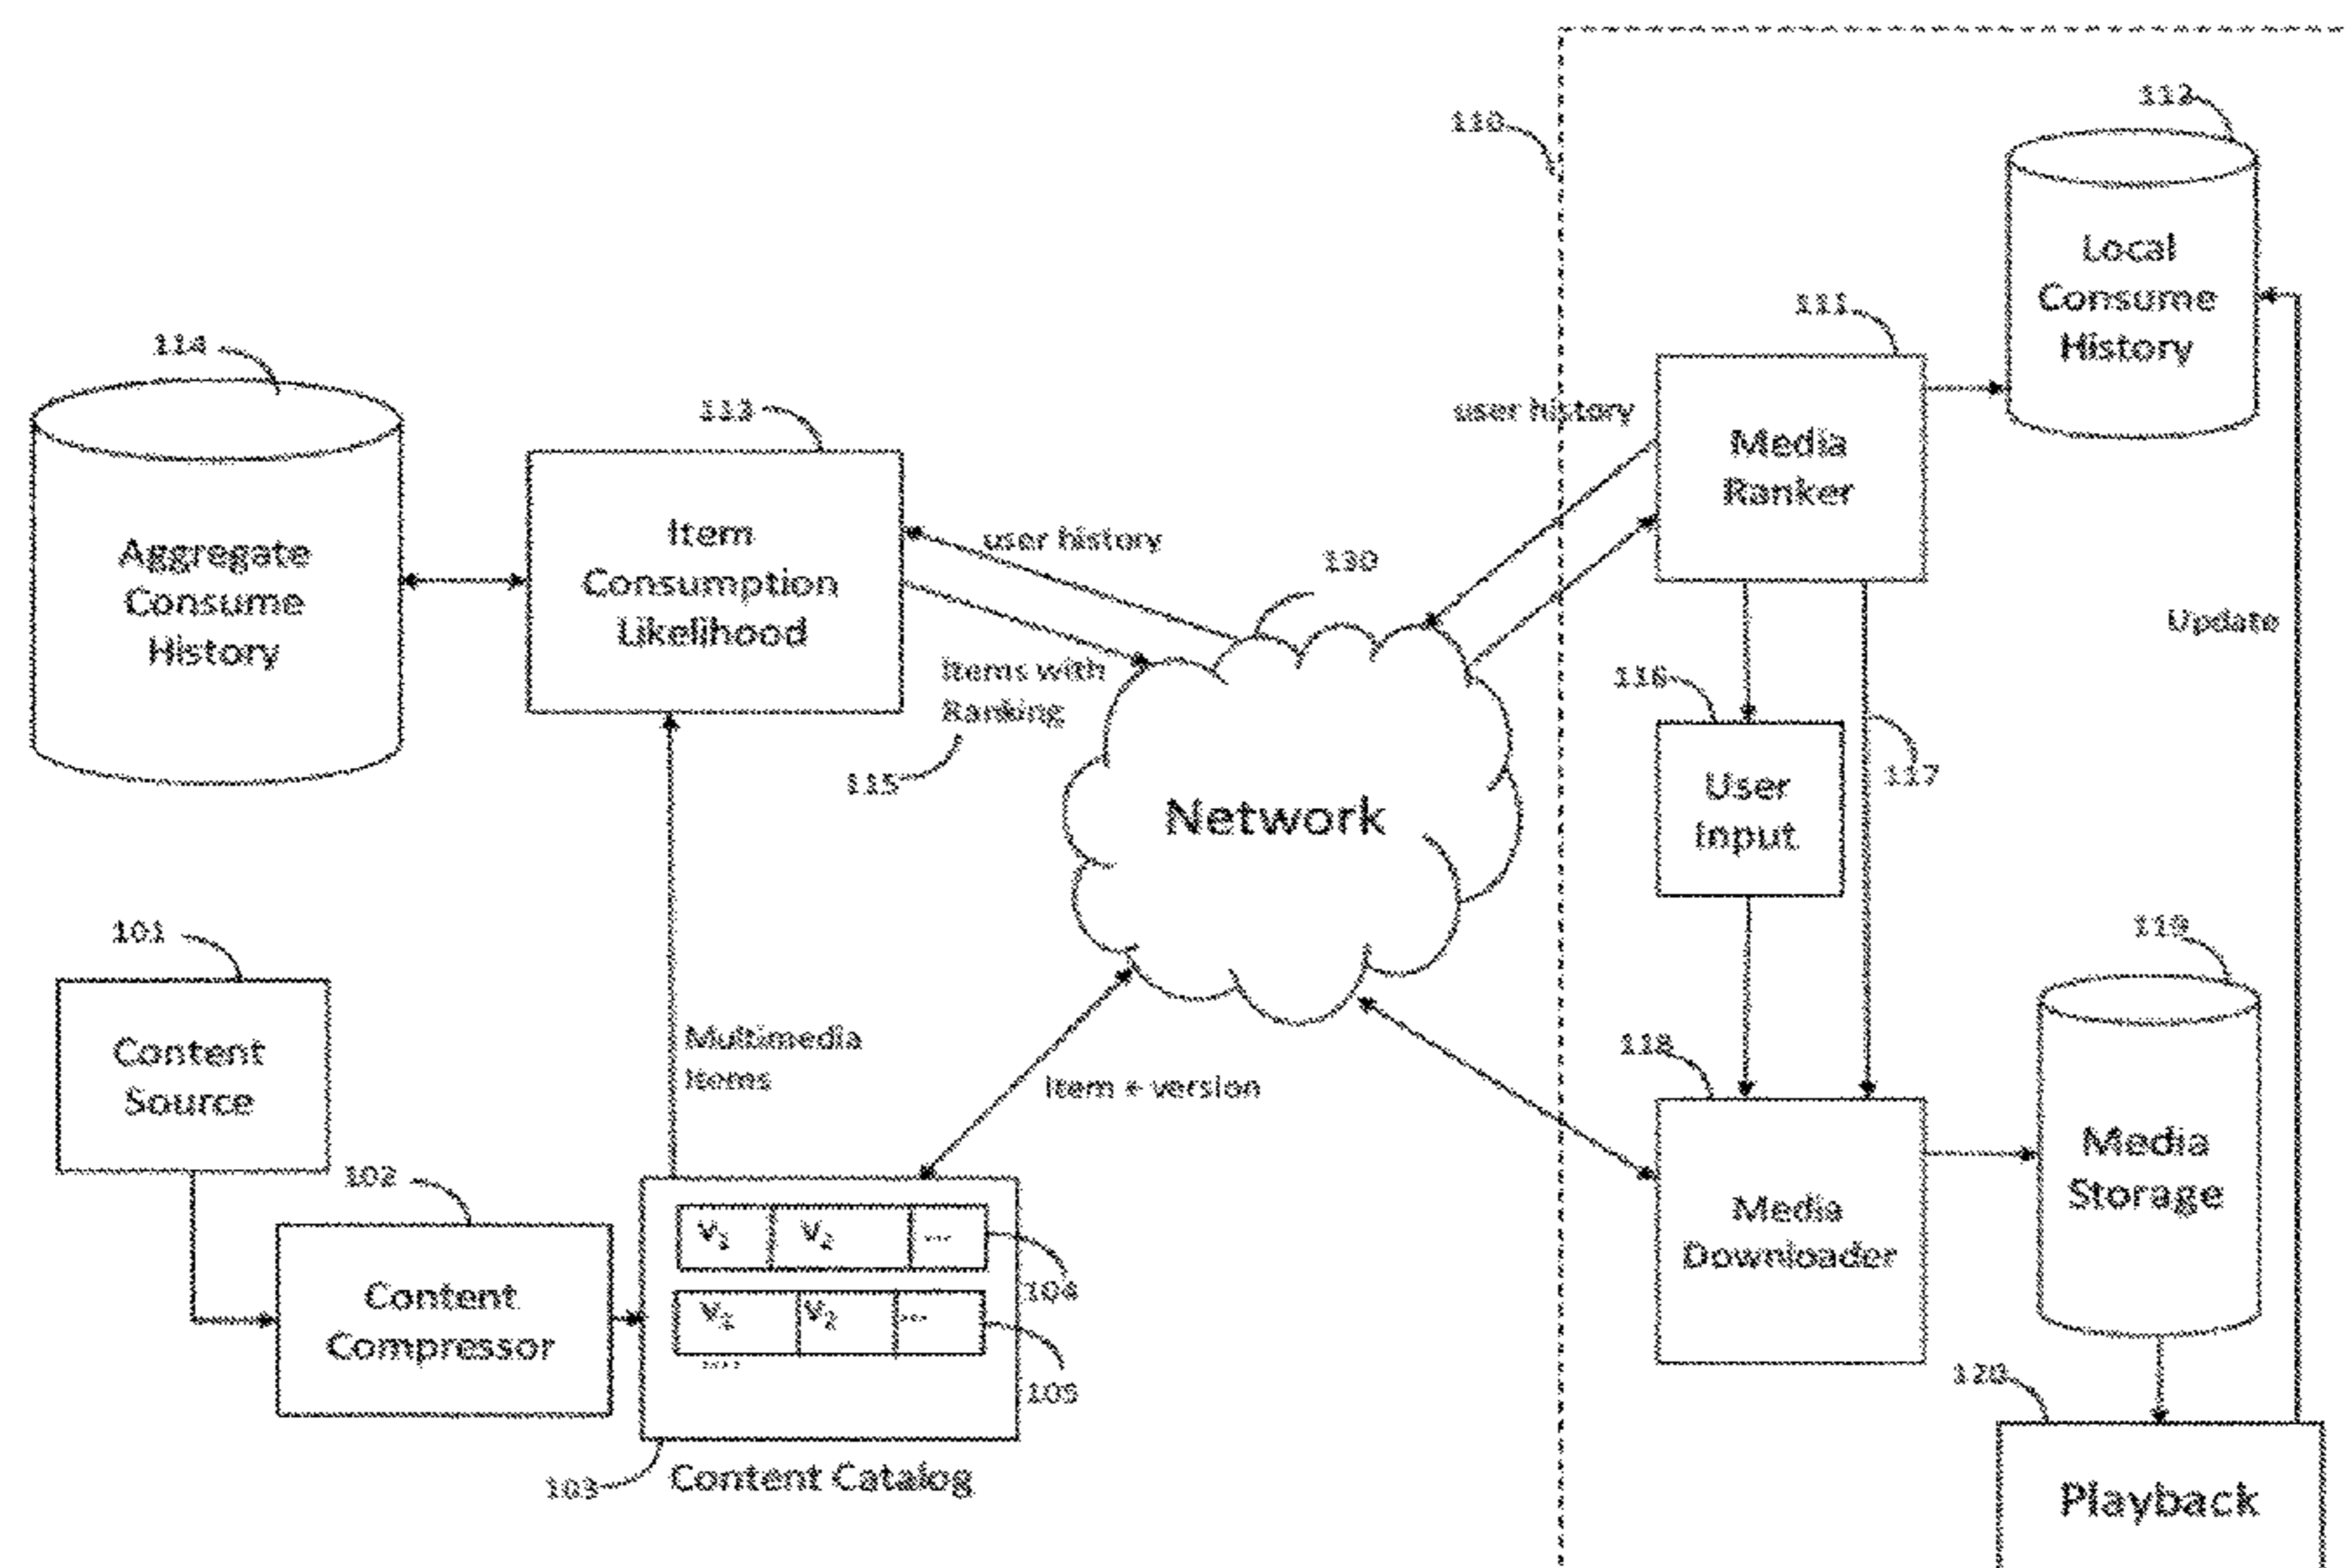 112
110
Local
Consume
History
111
114
113
user history
Media
Ranker
Item
Consumption
Likelihood
user history
130
Aggregate
Consume
History
Update
Items with
Ranking
116
115
117
User
Input
Network
101
119
Content
Source
Multimedia
Items
118
Item + version
Media
Storage
102
Media
Downloader
V1 V2 ...
104
Content
Compressor
V1 V2 ...
105
120
103
Content Catalog
Playback